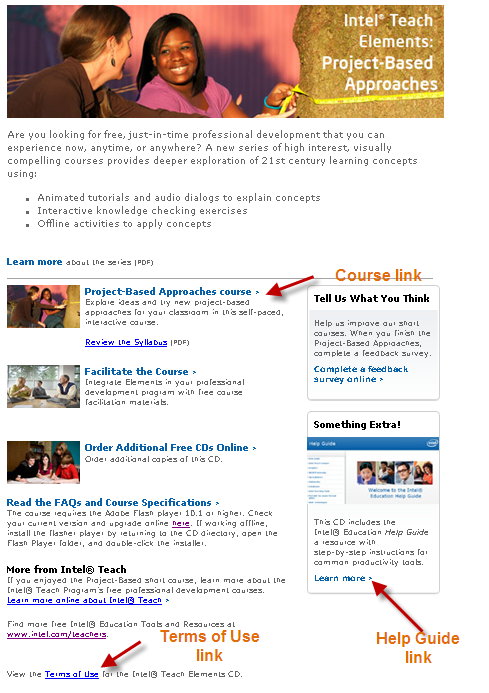 Intel® Teach
Elements:
Project-Based
Approaches
Are you looking for free, just-in-time professional development that you can
experience now, anytime, or anywhere? A new series of high interest, visually
compelling courses provides deeper exploration of 21st century learning concepts
using:
Animated tutorials and audio dialogs to explain concepts
Interactive knowledge checking exercises
Offline activities to apply concepts
Learn more about the series (PDF)
Course link
Project-Based Approaches course ›
Explore ideas and try new project-based
approaches for your classroom in this self-paced,
interactive course.
Review the Syllabus (PDF)
Facilitate the Course ›
Integrate Elements in your professional
development program with free course
facilitation materials.
Order Additional Free CDs Online ›
Order additional copies of this CD.
Read the FAQs and Course Specifications ›
The course requires the Adobe Flash player 10.1 or higher. Check
your current version and upgrade online here. If working offline,
install the flasher player by returning to the CD directory, open the
Flash Player folder, and double-click the installer.
More from Intel® Teach
If you enjoyed the Project-Based short course, learn more about the
Intel® Teach Program's free professional development courses.
Learn more online about Intel® Teach ›
Find more free Intel® Education Tools and Resources at
www.intel.com/teachers.
Terms of Use
link
View the Terms of Use for the Intel® Teach Elements CD.
Tell Us What You Think
Help us improve our short
courses. When you finish the
Project-Based Approaches,
complete a feedback survey.
Complete a feedback
survey online ›
Something Extra!
Help Guide
intel
Welcome to the Intel®
Education Help Guide
This CD includes the
Intel® Education Help Guide
a resource with
step-by-step instructions for
common productivity tools.
Learn more ›
Help Guide
link